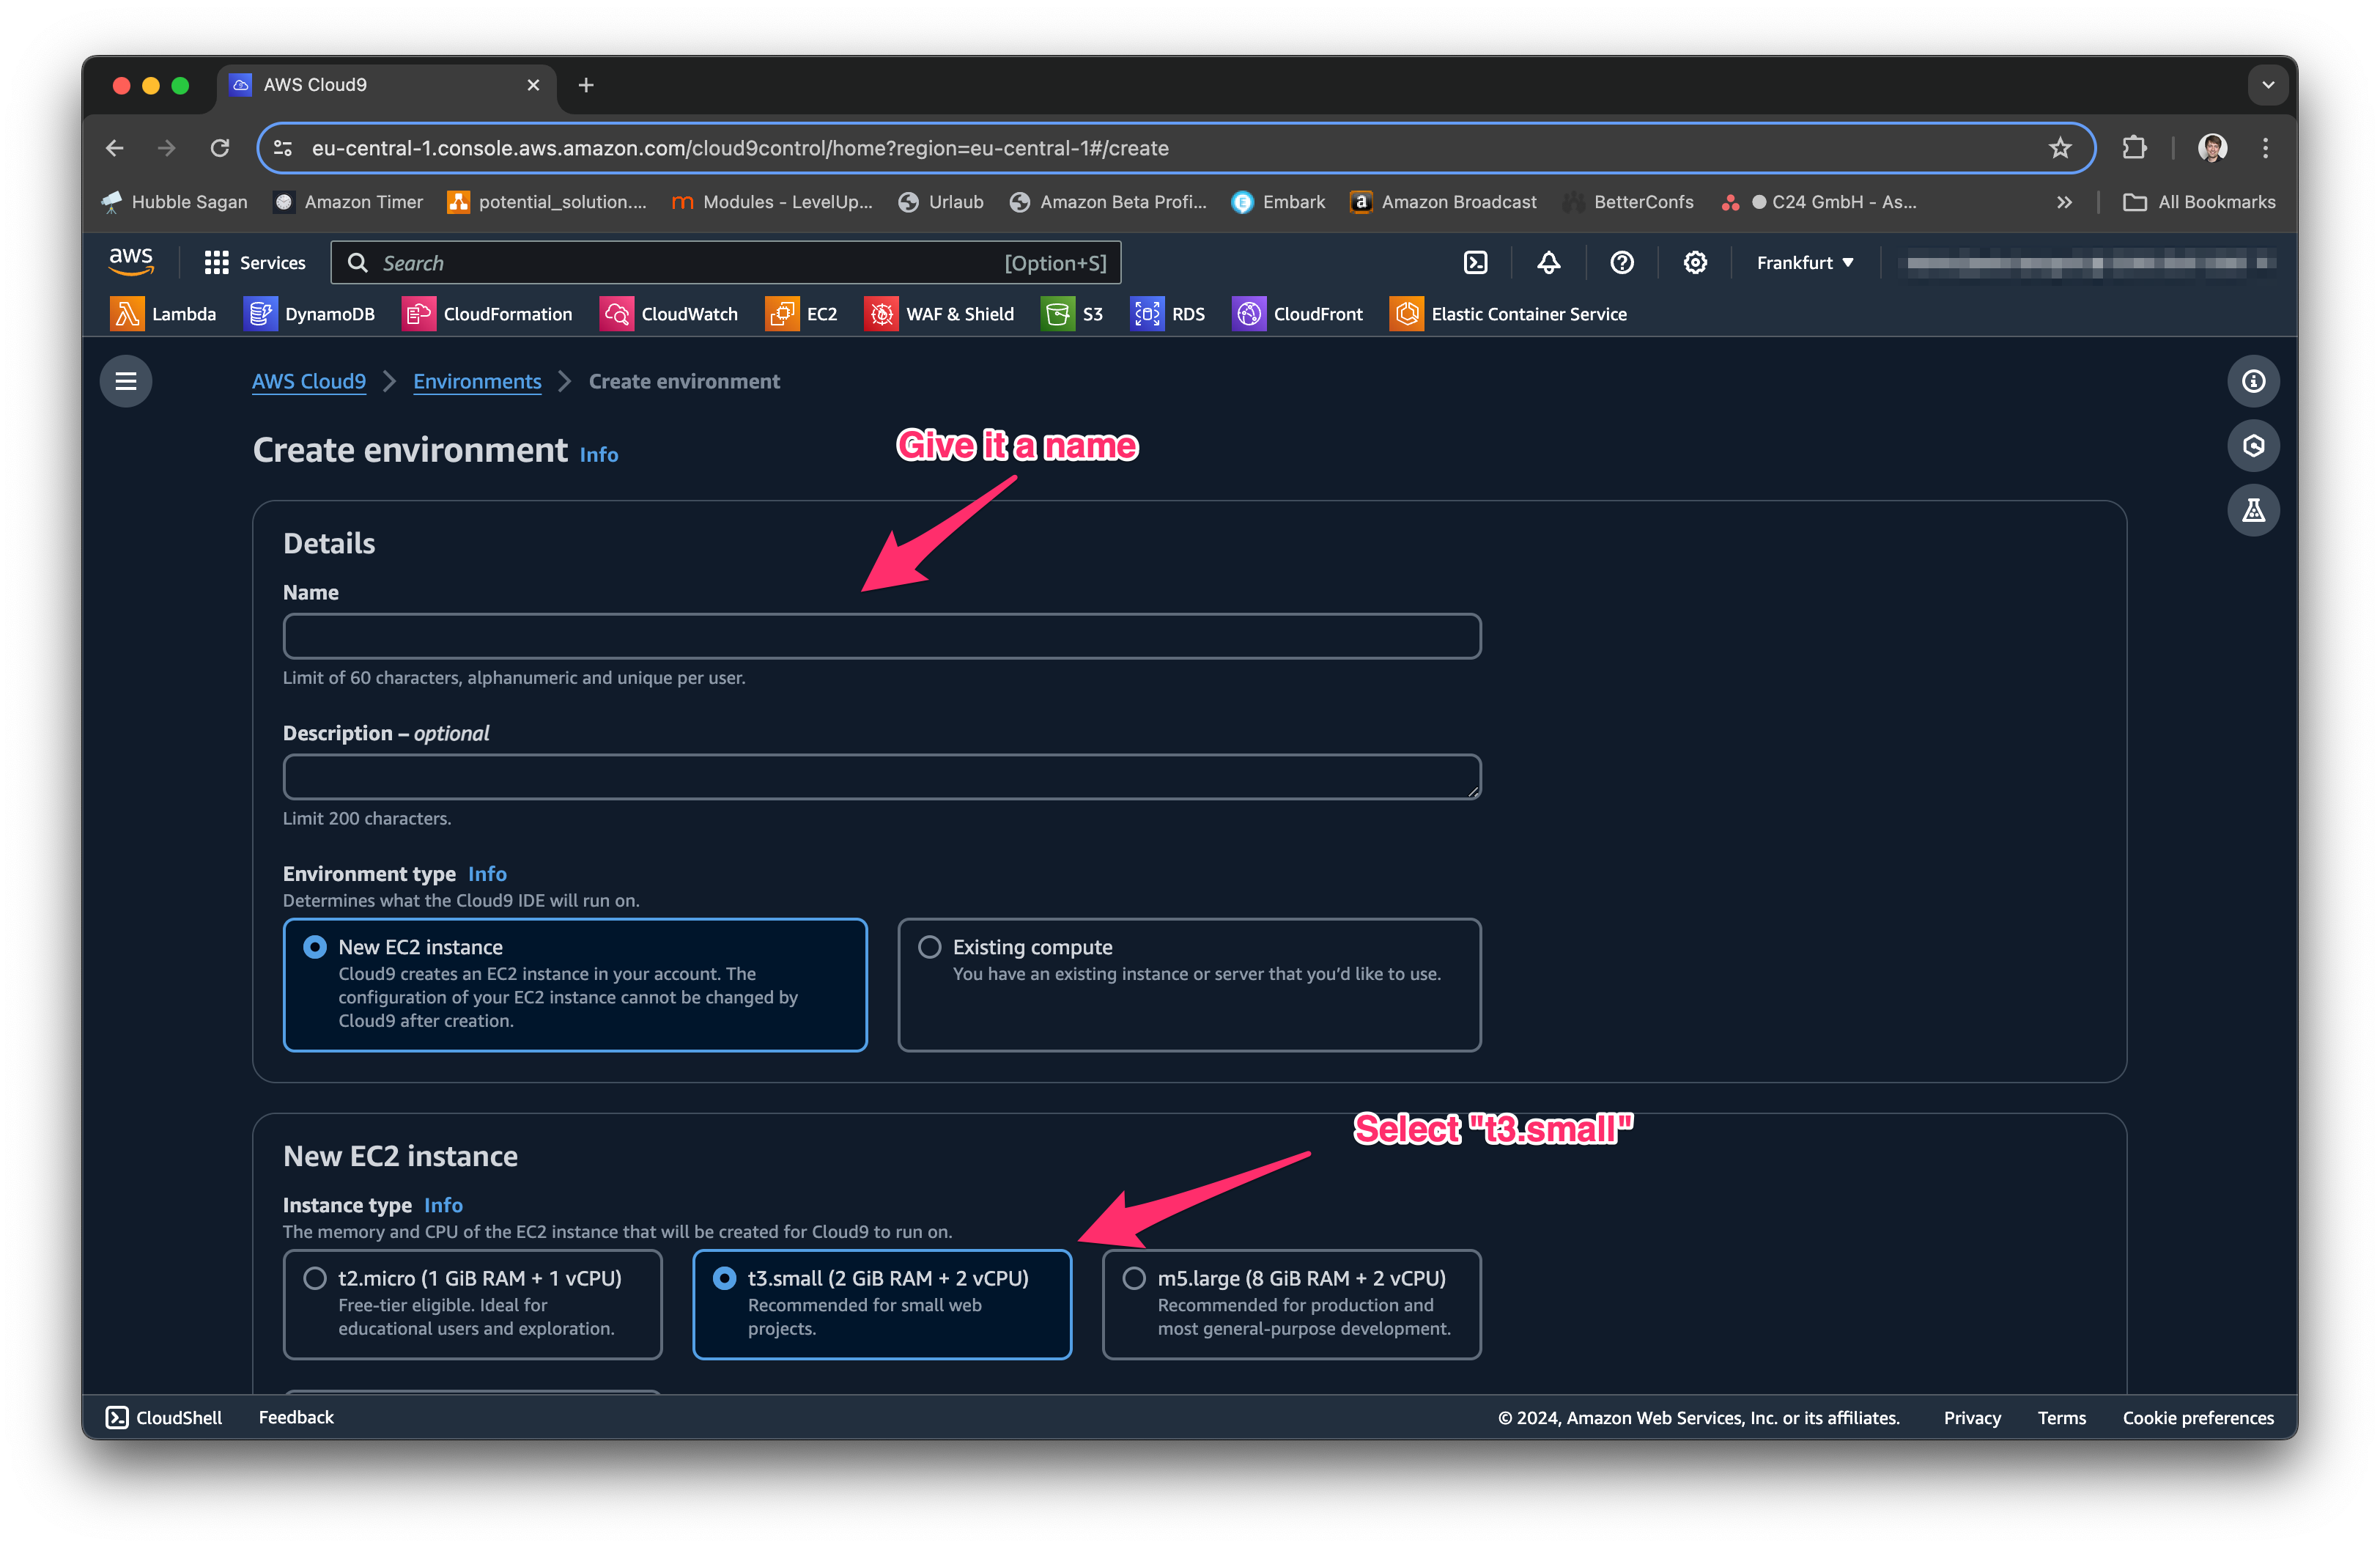 AWS Cloud9
eu-central-1.console.aws.amazon.com/cloud9control/home?region=eu-central-1#/create
Hubble Sagan Amazon Timer potential_solution.... Modules - LevelUp... Urlaub Amazon Beta Profi... Embark Amazon Broadcast BetterConfs C24 GmbH - As... All Bookmarks
aws Services Search [Option+S] Frankfurt
Lambda DynamoDB CloudFormation CloudWatch EC2 WAF & Shield S3 RDS CloudFront Elastic Container Service
AWS Cloud9 Environments Create environment
Create environment Info
Give it a name
Details
Name
Limit of 60 characters, alphanumeric and unique per user.
Description – optional
Limit 200 characters.
Environment type Info
Determines what the Cloud9 IDE will run on.
New EC2 instance
Cloud9 creates an EC2 instance in your account. The
configuration of your EC2 instance cannot be changed by
Cloud9 after creation.
Existing compute
You have an existing instance or server that you’d like to use.
Select "t3.small"
New EC2 instance
Instance type Info
The memory and CPU of the EC2 instance that will be created for Cloud9 to run on.
t2.micro (1 GiB RAM + 1 vCPU)
Free-tier eligible. Ideal for
educational users and exploration.
t3.small (2 GiB RAM + 2 vCPU)
Recommended for small web
projects.
m5.large (8 GiB RAM + 2 vCPU)
Recommended for production and
most general-purpose development.
CloudShell Feedback © 2024, Amazon Web Services, Inc. or its affiliates. Privacy Terms Cookie preferences